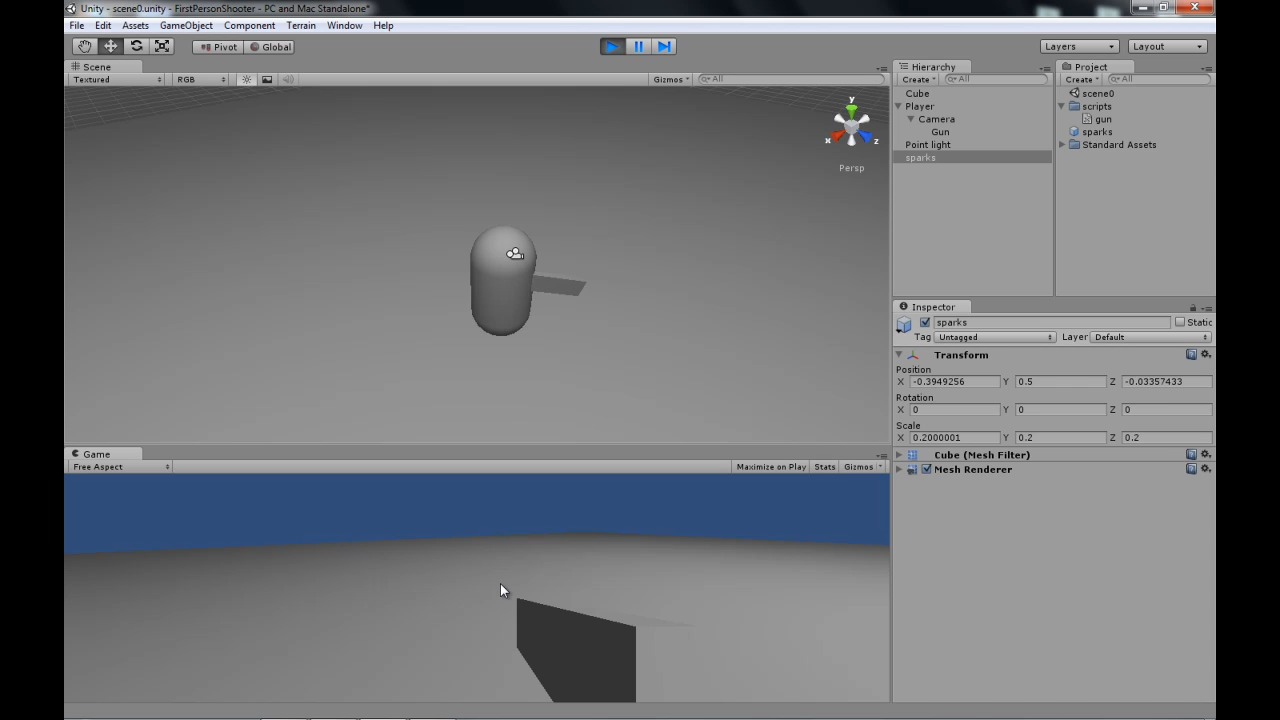 Unity - scene0.unity - FirstPersonShooter - PC and Mac Standalone*
File Edit Assets GameObject Component Terrain Window Help
Pivot Global Layers Layout
Scene
Textured RGB Gizmos All
y
x z
Persp
Game
Free Aspect Maximize on Play Stats Gizmos
Hierarchy
Create All
Cube
Player
Camera
Gun
Point light
sparks
Project
Create All
scene0
scripts
gun
sparks
Standard Assets
Inspector
sparks Static
Tag Untagged Layer Default
Transform
Position
X -0.3949256 Y 0.5 Z -0.03357433
Rotation
X 0 Y 0 Z 0
Scale
X 0.2000001 Y 0.2 Z 0.2
Cube (Mesh Filter)
Mesh Renderer